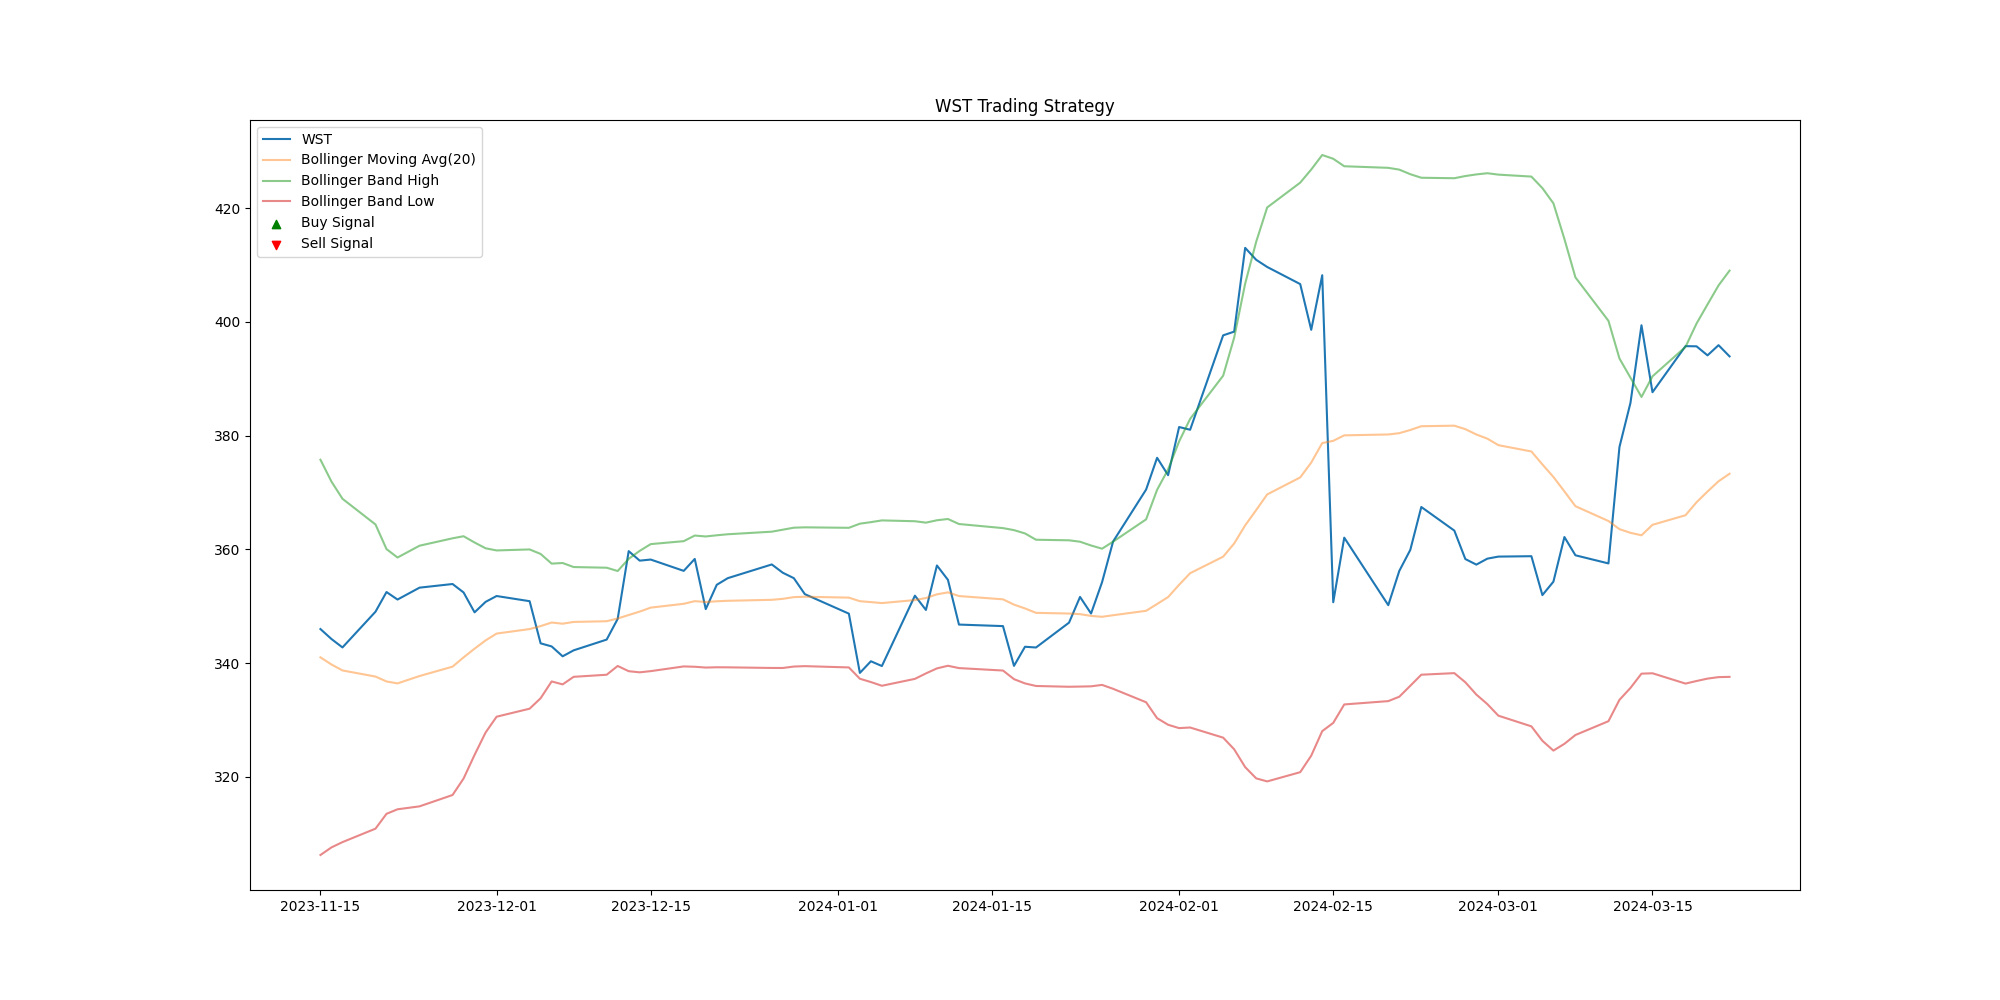 WST Trading Strategy
WST
Bollinger Moving Avg(20)
Bollinger Band High
Bollinger Band Low
Buy Signal
Sell Signal
420
400
380
360
340
320
2023-11-15
2023-12-01
2023-12-15
2024-01-01
2024-01-15
2024-02-01
2024-02-15
2024-03-01
2024-03-15